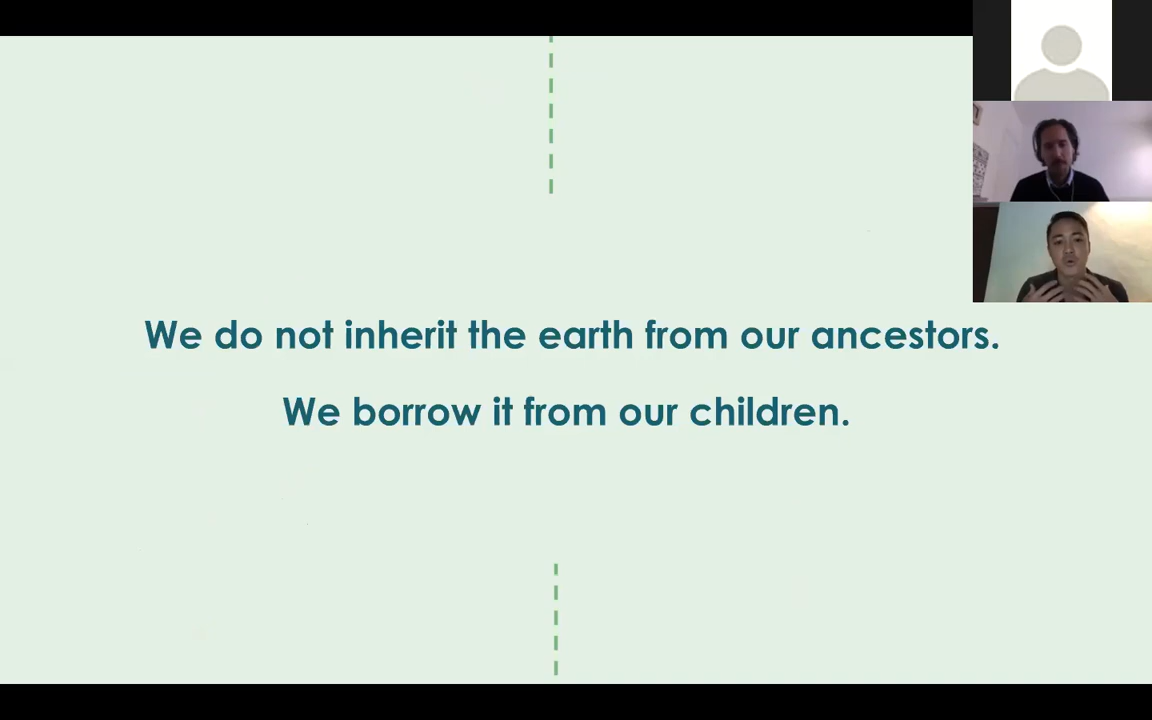 We do not inherit the earth from our ancestors.
We borrow it from our children.